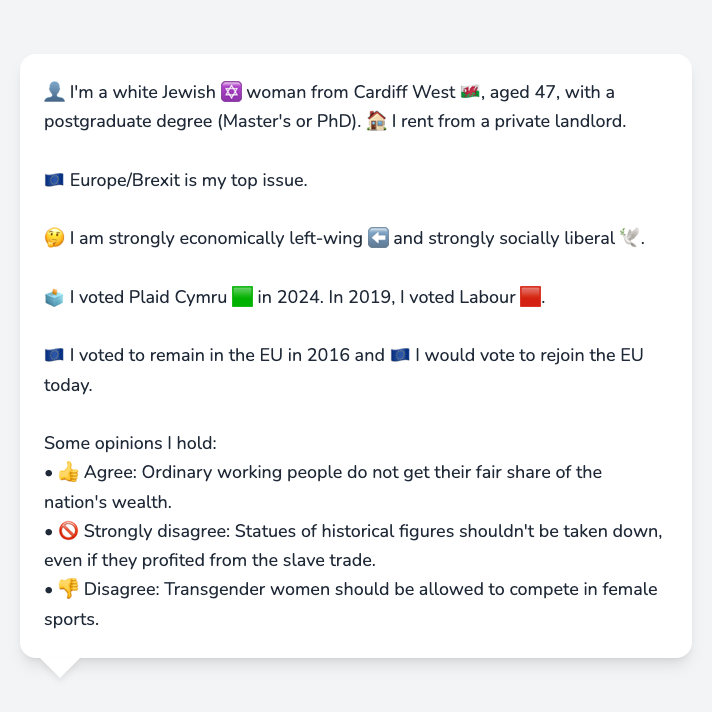 👤 I'm a white Jewish ✡️ woman from Cardiff West 🏴󠁧󠁢󠁷󠁬󠁳󠁿, aged 47, with a
postgraduate degree (Master's or PhD). 🏠 I rent from a private landlord.
🇪🇺 Europe/Brexit is my top issue.
🤔 I am strongly economically left-wing ⬅️ and strongly socially liberal 🕊️.
🗳️ I voted Plaid Cymru 🟩 in 2024. In 2019, I voted Labour 🟥.
🇪🇺 I voted to remain in the EU in 2016 and 🇪🇺 I would vote to rejoin the EU
today.
Some opinions I hold:
• 👍 Agree: Ordinary working people do not get their fair share of the
nation's wealth.
• 🚫 Strongly disagree: Statues of historical figures shouldn't be taken down,
even if they profited from the slave trade.
• 👎 Disagree: Transgender women should be allowed to compete in female
sports.